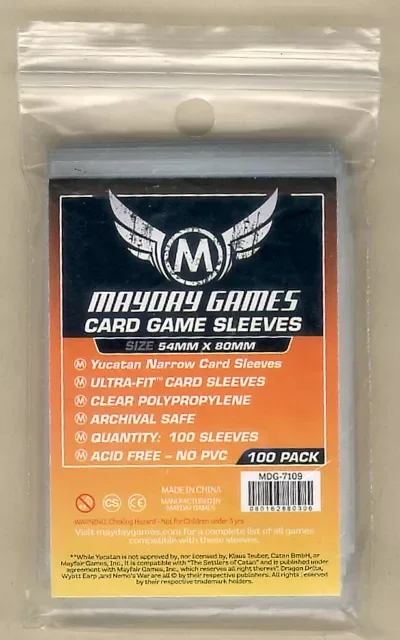 M
MAYDAY GAMES
CARD GAME SLEEVES
SIZE 54MM X 80MM
Yucatan Narrow Card Sleeves
ULTRA-FIT™ CARD SLEEVES
CLEAR POLYPROPYLENE
ARCHIVAL SAFE
QUANTITY: 100 SLEEVES
ACID FREE – NO PVC
100 PACK
MDG-7109
080162880306
MADE IN CHINA
MANUFACTURED BY
MAYDAY GAMES
CE
WARNING: Choking Hazard - Not for Children under 3 yrs
Visit maydaygames.com for a complete list of all games
compatible with these sleeves.
**While Yucatan is not approved by, nor licensed by, Klaus Teuber, Catan GmbH, or
Mayfair Games, Inc., it is compatible with "The Settlers of Catan" and is published under
agreement with Mayfair Games, Inc., which reserves all rights therein". Dragon Delta,
Wyatt Earp ,and Nemo's War are all © by their respective publishers. All rights reserved
by their respective trademark holders.